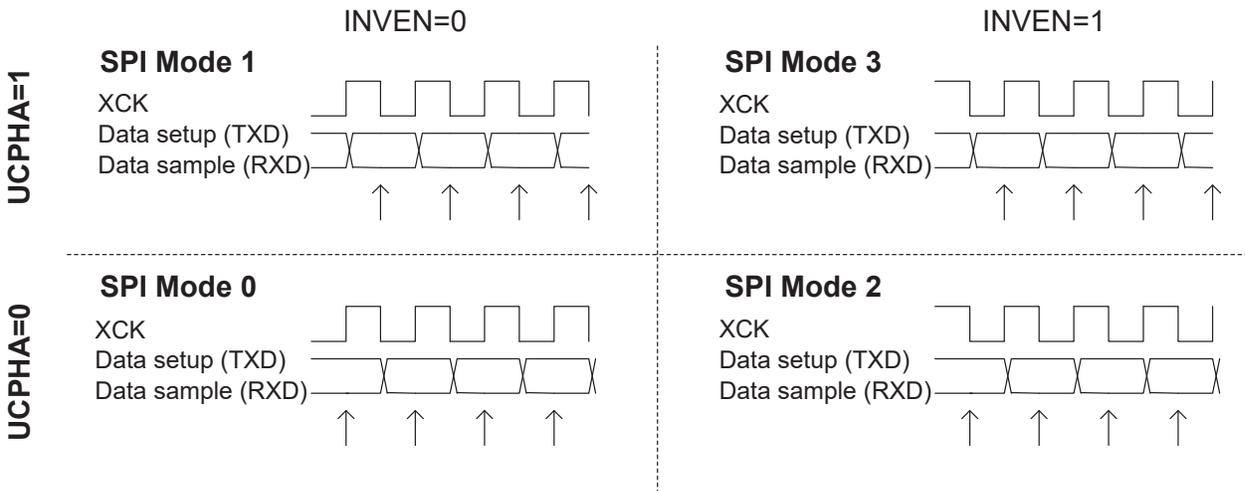 INVEN=0
INVEN=1
UCPHA=1
SPI Mode 1
XCK
Data setup (TXD)
Data sample (RXD)
SPI Mode 3
XCK
Data setup (TXD)
Data sample (RXD)
UCPHA=0
SPI Mode 0
XCK
Data setup (TXD)
Data sample (RXD)
SPI Mode 2
XCK
Data setup (TXD)
Data sample (RXD)